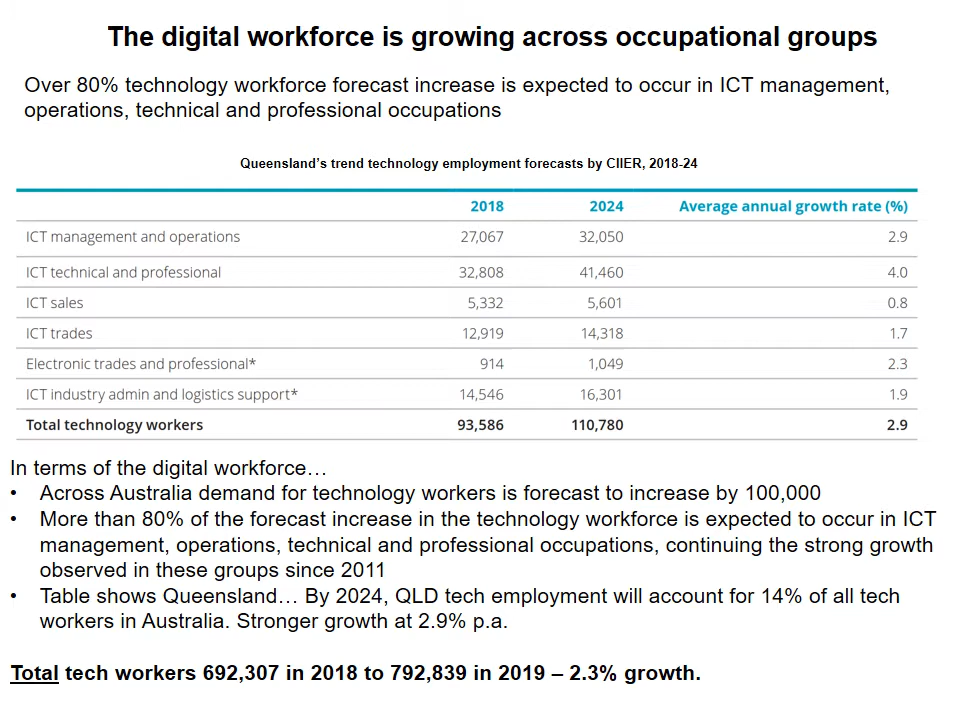 The digital workforce is growing across occupational groups
Over 80% technology workforce forecast increase is expected to occur in ICT management,
operations, technical and professional occupations
Queensland's trend technology employment forecasts by CIIER, 2018-24
2018 2024 Average annual growth rate (%)
ICT management and operations 27,067 32,050 2.9
ICT technical and professional 32,808 41,460 4.0
ICT sales 5,332 5,601 0.8
ICT trades 12,919 14,318 1.7
Electronic trades and professional* 914 1,049 2.3
ICT industry admin and logistics support* 14,546 16,301 1.9
Total technology workers 93,586 110,780 2.9
In terms of the digital workforce…
• Across Australia demand for technology workers is forecast to increase by 100,000
• More than 80% of the forecast increase in the technology workforce is expected to occur in ICT
management, operations, technical and professional occupations, continuing the strong growth
observed in these groups since 2011
• Table shows Queensland… By 2024, QLD tech employment will account for 14% of all tech
workers in Australia. Stronger growth at 2.9% p.a.
Total tech workers 692,307 in 2018 to 792,839 in 2019 – 2.3% growth.